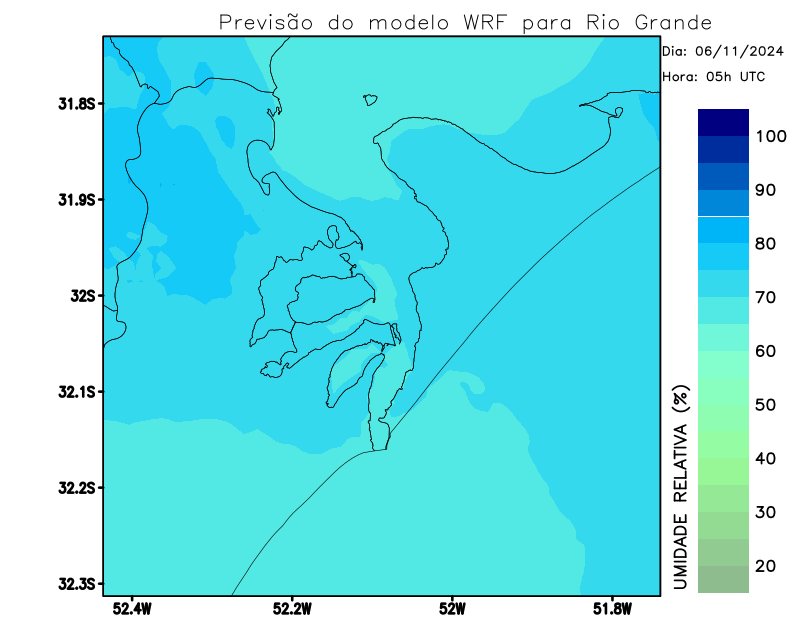 Previsão do modelo WRF para Rio Grande
Dia: 06/11/2024
Hora: 05h UTC
31.8S
31.9S
32S
32.1S
32.2S
32.3S
52.4W
52.2W
52W
51.8W
100
90
80
70
60
50
40
30
20
UMIDADE RELATIVA (%)